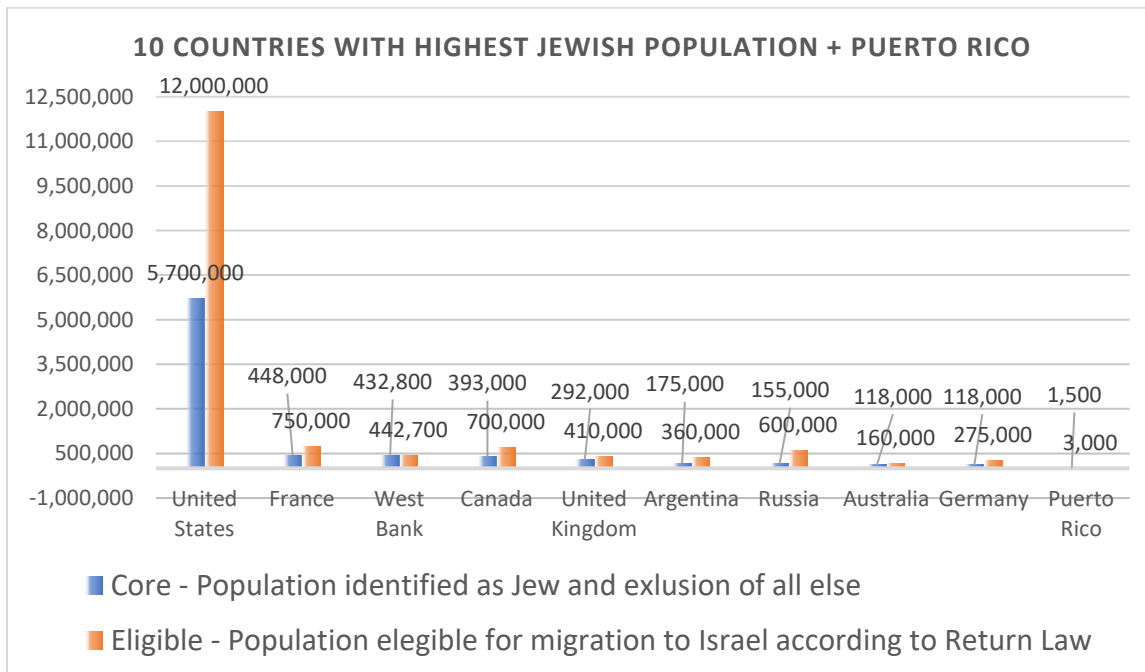 10 COUNTRIES WITH HIGHEST JEWISH POPULATION + PUERTO RICO
12,000,000
12,500,000
11,000,000
9,500,000
8,000,000
6,500,000
5,700,000
5,000,000
3,500,000
2,000,000
500,000
-1,000,000
448,000 432,800 393,000 292,000 175,000 155,000 118,000 118,000 1,500
750,000 442,700 700,000 410,000 360,000 600,000 160,000 275,000 3,000
United States
France
West Bank
Canada
United Kingdom
Argentina
Russia
Australia
Germany
Puerto Rico
Core - Population identified as Jew and exlusion of all else
Eligible - Population elegible for migration to Israel according to Return Law